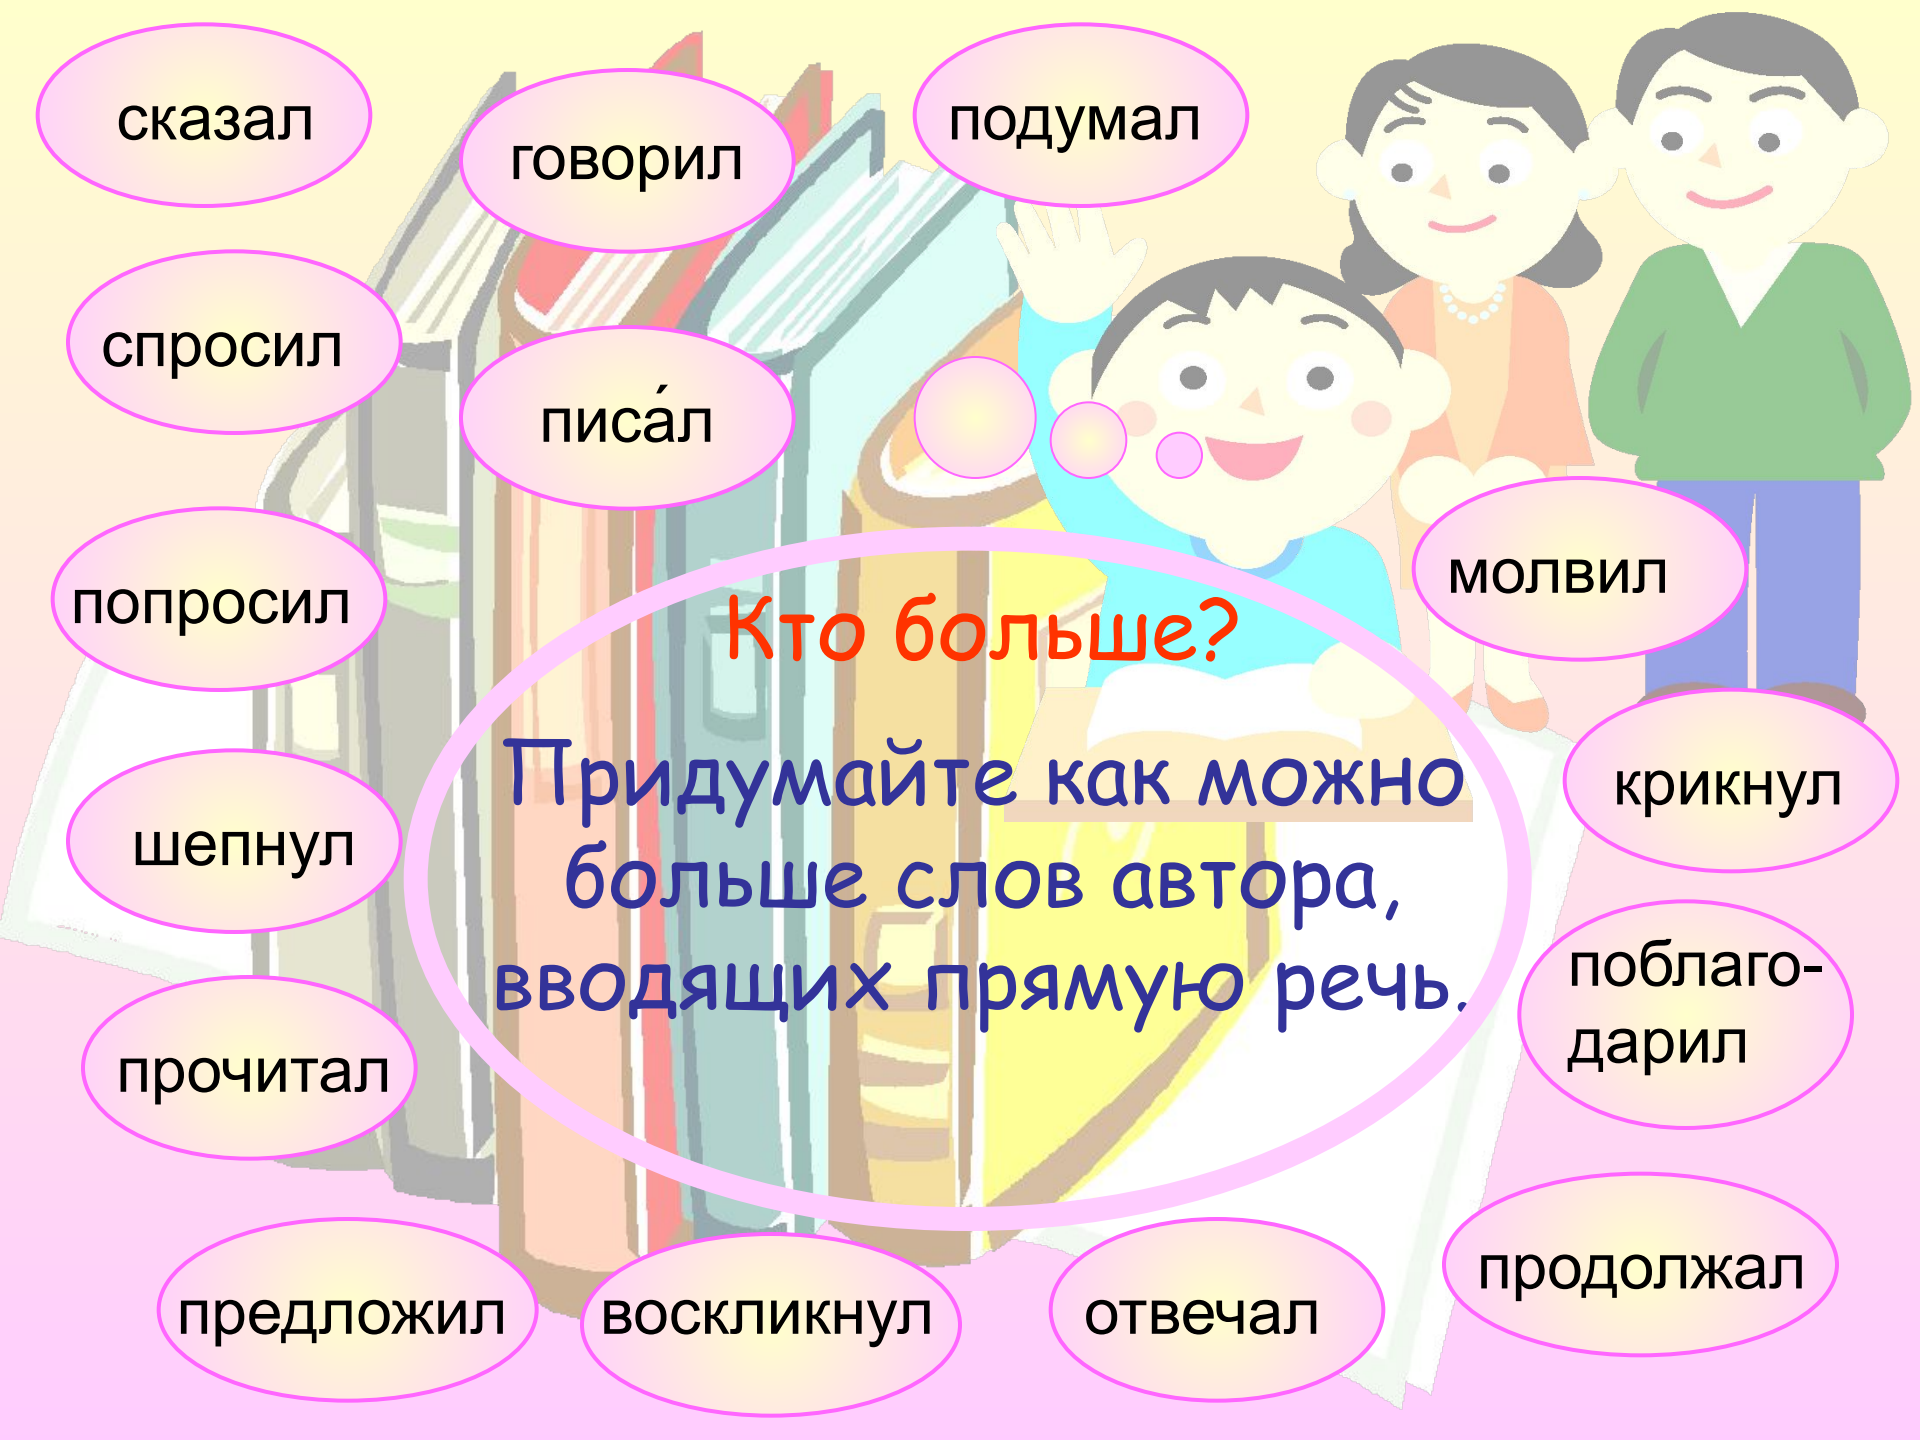 сказал
говорил
подумал
спросил
писа́л
попросил
молвил
Кто больше?
Придумайте как можно
больше слов автора,
вводящих прямую речь.
шепнул
крикнул
прочитал
поблаго-
дарил
предложил
воскликнул
отвечал
продолжал